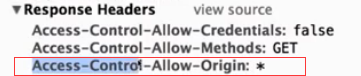 ▼Response Headers view source
Access-Control-Allow-Credentials: false
Access-Control-Allow-Methods: GET
Access-Control-Allow-Origin: *